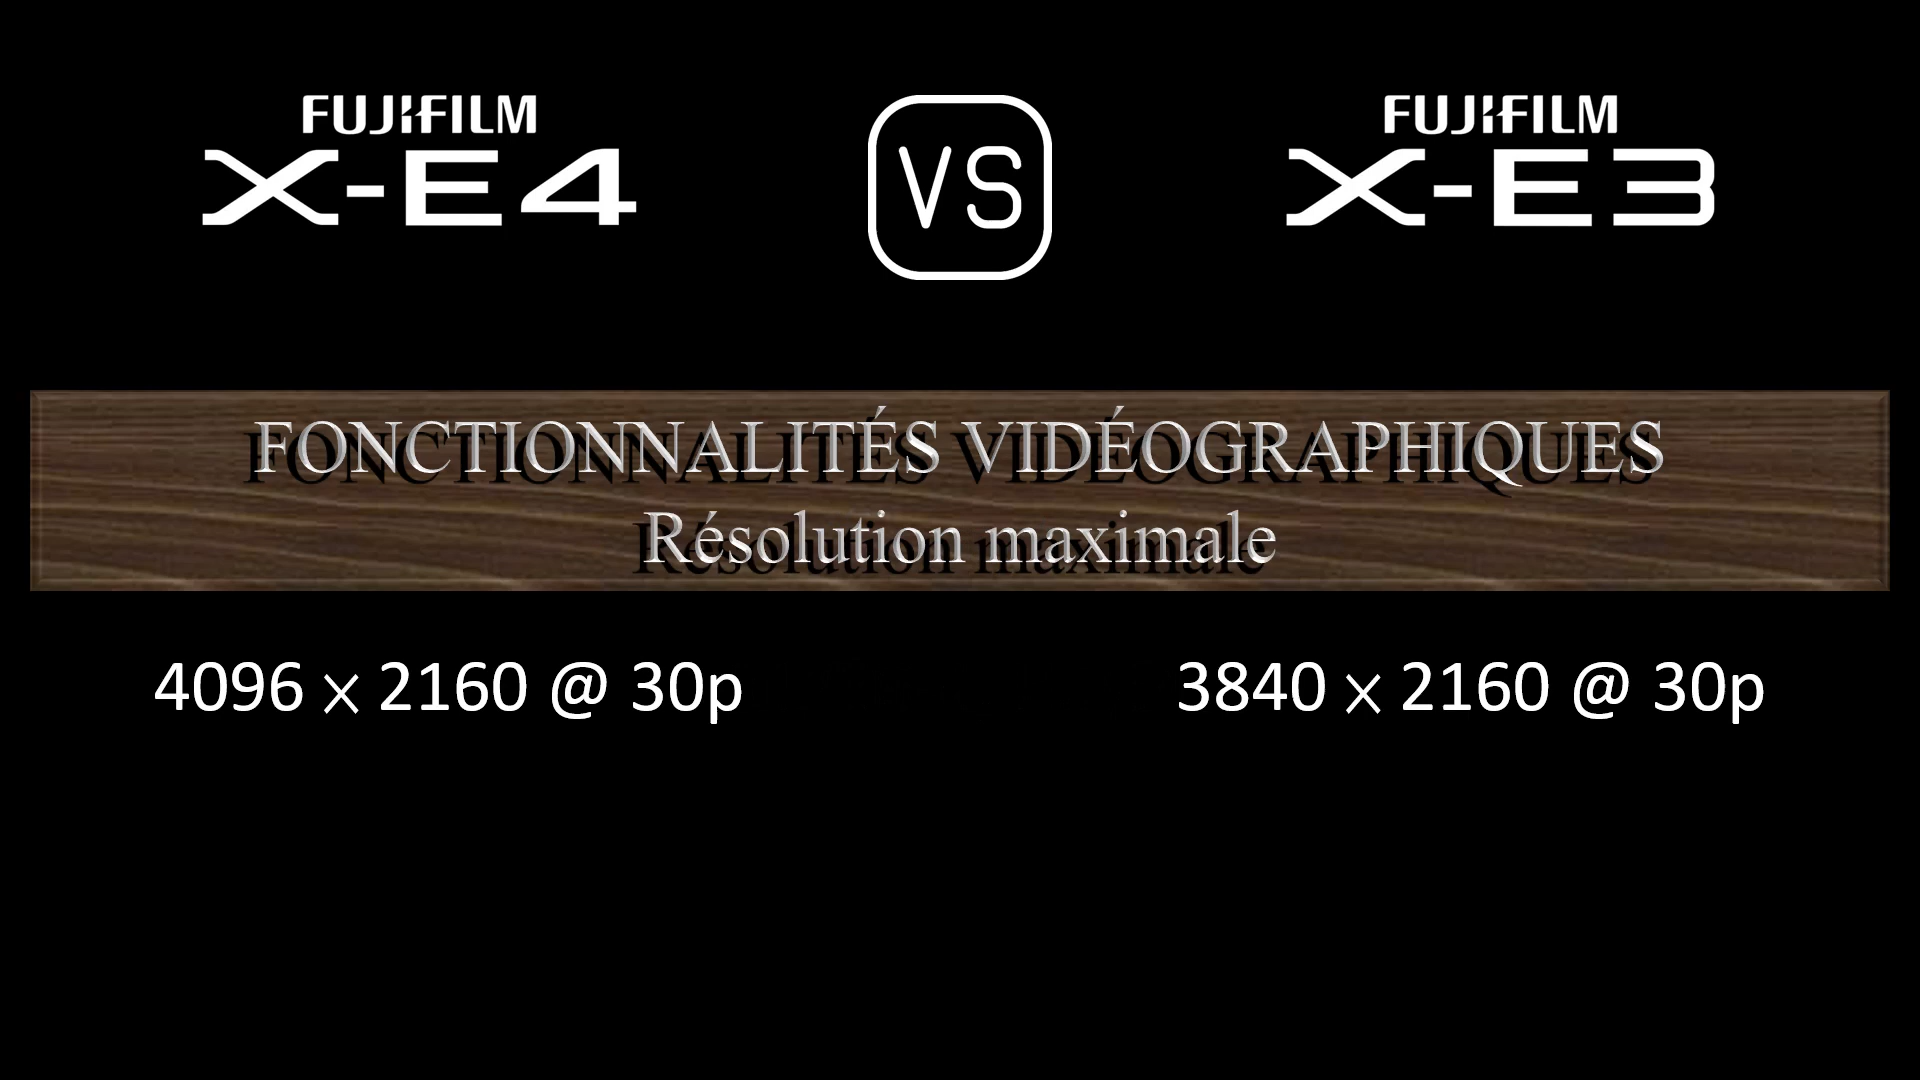 FUJIFILM
X-E4
VS
FUJIFILM
X-E3
FONCTIONNALITÉS VIDÉOGRAPHIQUES
Résolution maximale
4096 x 2160 @ 30p
3840 x 2160 @ 30p